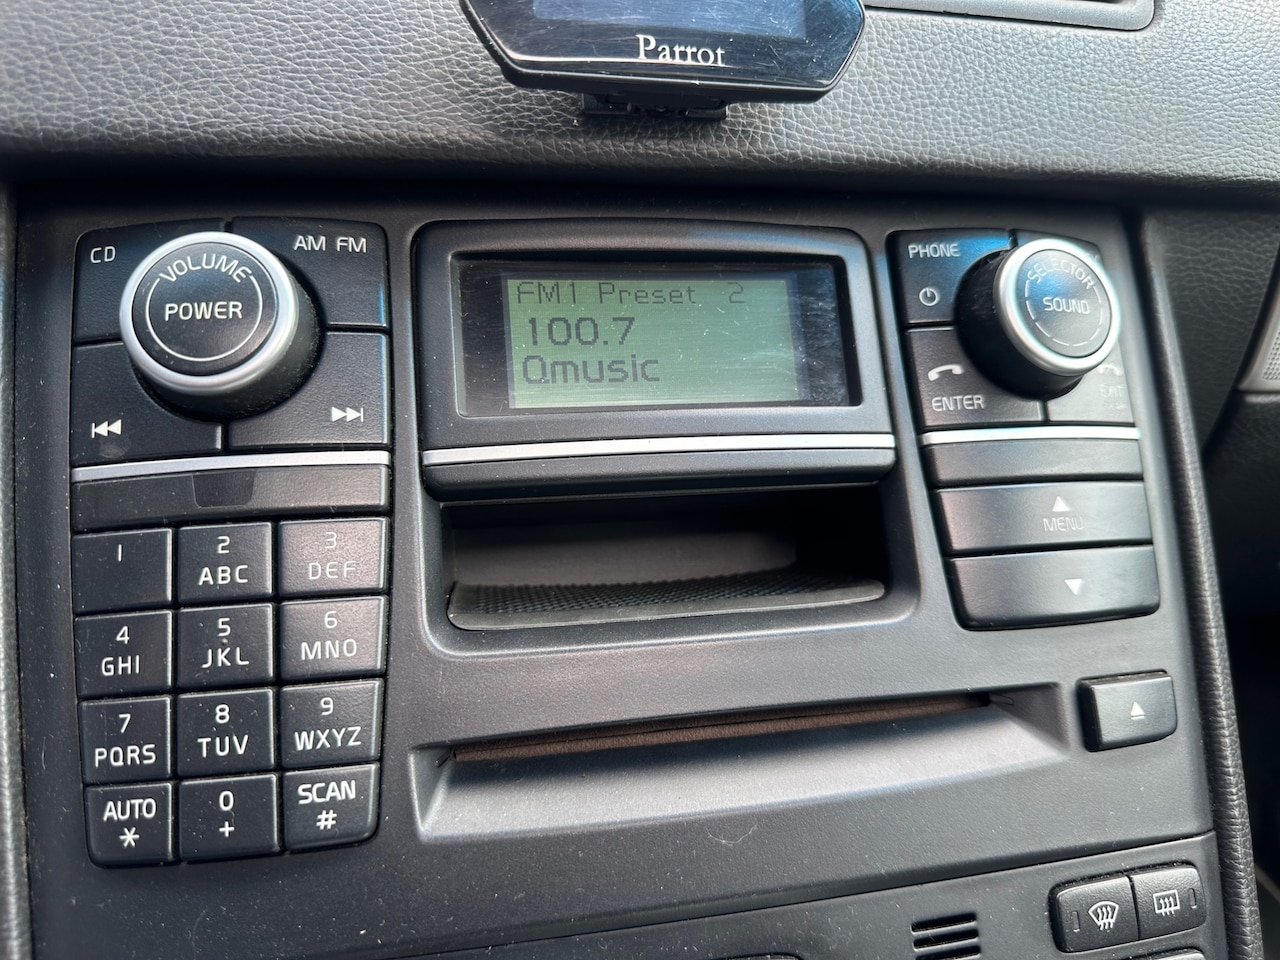 Parrot
CD
VOLUME
POWER
AM FM
FM1 Preset 2
100.7
Qmusic
PHONE
SELECTOR
SOUND
ENTER
EXIT
MENU
1
2
ABC
3
DEF
4
GHI
5
JKL
6
MNO
7
PQRS
8
TUV
9
WXYZ
AUTO
*
0
+
SCAN
#